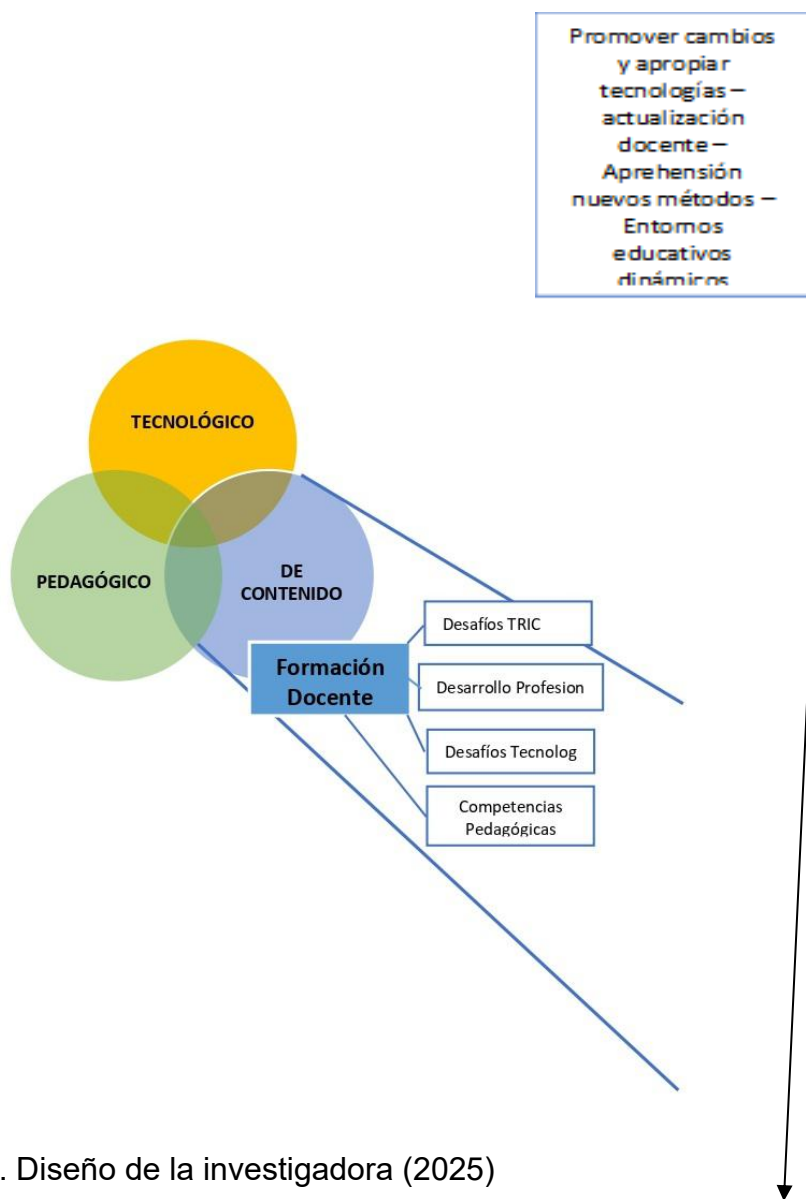 Promover cambios
y apropiar
tecnologías –
actualización
docente –
Aprehensión
nuevos métodos –
Entornos
educativos
dinámicos
TECNOLÓGICO
PEDAGÓGICO
DE
CONTENIDO
Formación
Docente
Desafíos TRIC
Desarrollo Profesion
Desafíos Tecnolog
Competencias
Pedagógicas
. Diseño de la investigadora (2025)